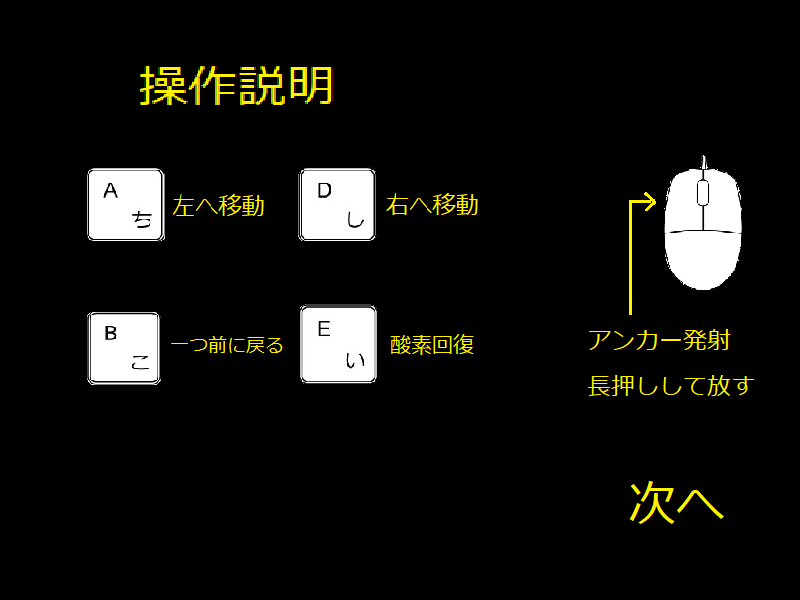 操作説明
A
ち
左へ移動
D
し
右へ移動
B
こ
一つ前に戻る
E
い
酸素回復
アンカー発射
長押しして放す
次へ